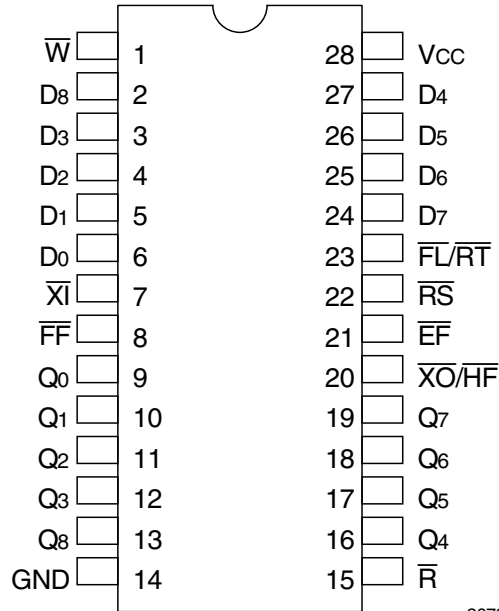 W̅ 1 28 VCC
D8 2 27 D4
D3 3 26 D5
D2 4 25 D6
D1 5 24 D7
D0 6 23 F̅L̅/R̅T̅
X̅I̅ 7 22 R̅S̅
F̅F̅ 8 21 E̅F̅
Q0 9 20 X̅O̅/H̅F̅
Q1 10 19 Q7
Q2 11 18 Q6
Q3 12 17 Q5
Q8 13 16 Q4
GND 14 15 R̅